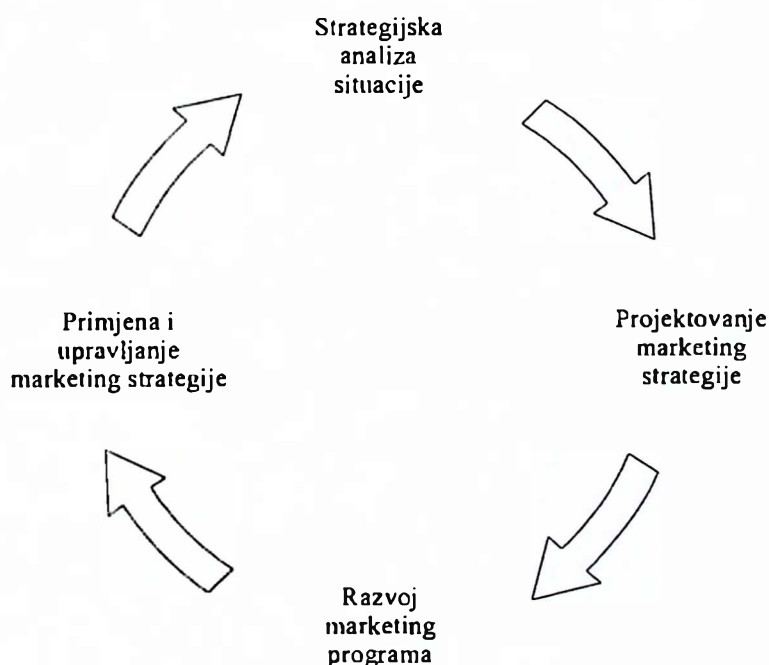 Strategijska
analiza
situacije
Projektovanje
marketing
strategije
Razvoj
marketing
programa
Primjena i
upravljanje
marketing strategije